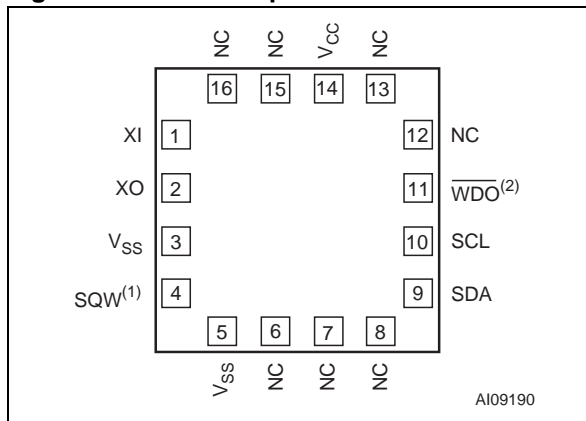 NC NC VCC NC
16 15 14 13
XI 1 12 NC
XO 2 11 WDO(2)
VSS 3 10 SCL
SQW(1) 4 9 SDA
5 6 7 8
VSS NC NC NC
AI09190